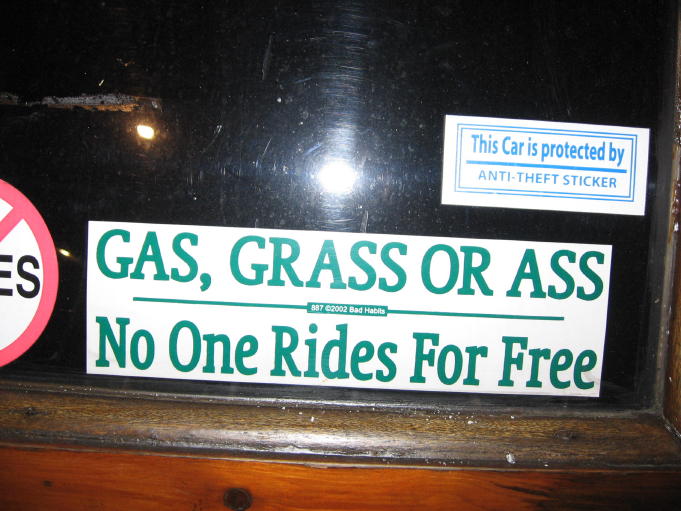 This Car is protected by
ANTI-THEFT STICKER
ES
GAS, GRASS OR ASS
887 ©2002 Bad Habits
No One Rides For Free